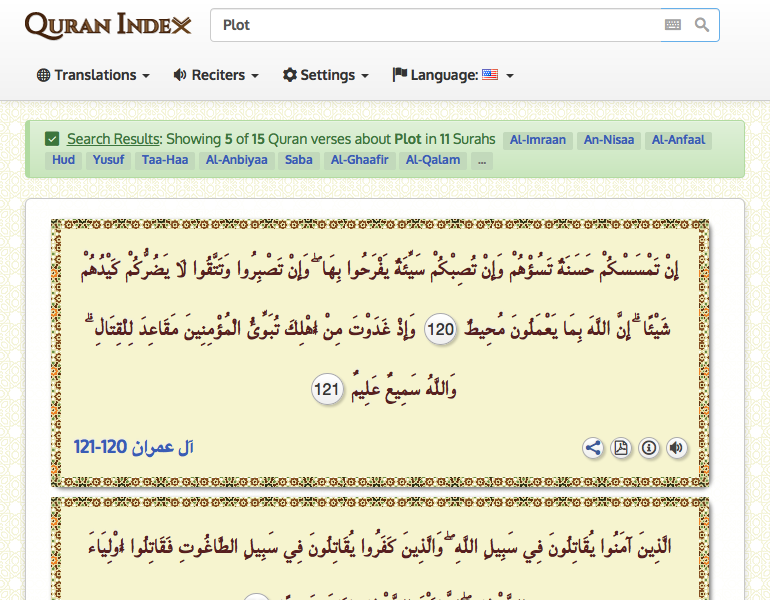 QURAN INDEX
Plot
Translations Reciters Settings Language:
Search Results: Showing 5 of 15 Quran verses about Plot in 11 Surahs Al-Imraan An-Nisaa Al-Anfaal
Hud Yusuf Taa-Haa Al-Anbiyaa Saba Al-Ghaafir Al-Qalam ...
إِنْ تَمْسَسْكُمْ حَسَنَةٌ تَسُؤْهُمْ وَإِنْ تُصِبْكُمْ سَيِّئَةٌ يَفْرَحُوا بِهَا ۖ وَإِنْ تَصْبِرُوا وَتَتَّقُوا لَا يَضُرُّكُمْ كَيْدُهُمْ
شَيْئًا ۗ إِنَّ اللَّهَ بِمَا يَعْمَلُونَ مُحِيطٌ 120 وَإِذْ غَدَوْتَ مِنْ أَهْلِكَ تُبَوِّئُ الْمُؤْمِنِينَ مَقَاعِدَ لِلْقِتَالِ ۗ
وَاللَّهُ سَمِيعٌ عَلِيمٌ 121
آل عمران 120-121
الَّذِينَ آمَنُوا يُقَاتِلُونَ فِي سَبِيلِ اللَّهِ ۖ وَالَّذِينَ كَفَرُوا يُقَاتِلُونَ فِي سَبِيلِ الطَّاغُوتِ فَقَاتِلُوا أَوْلِيَاءَ